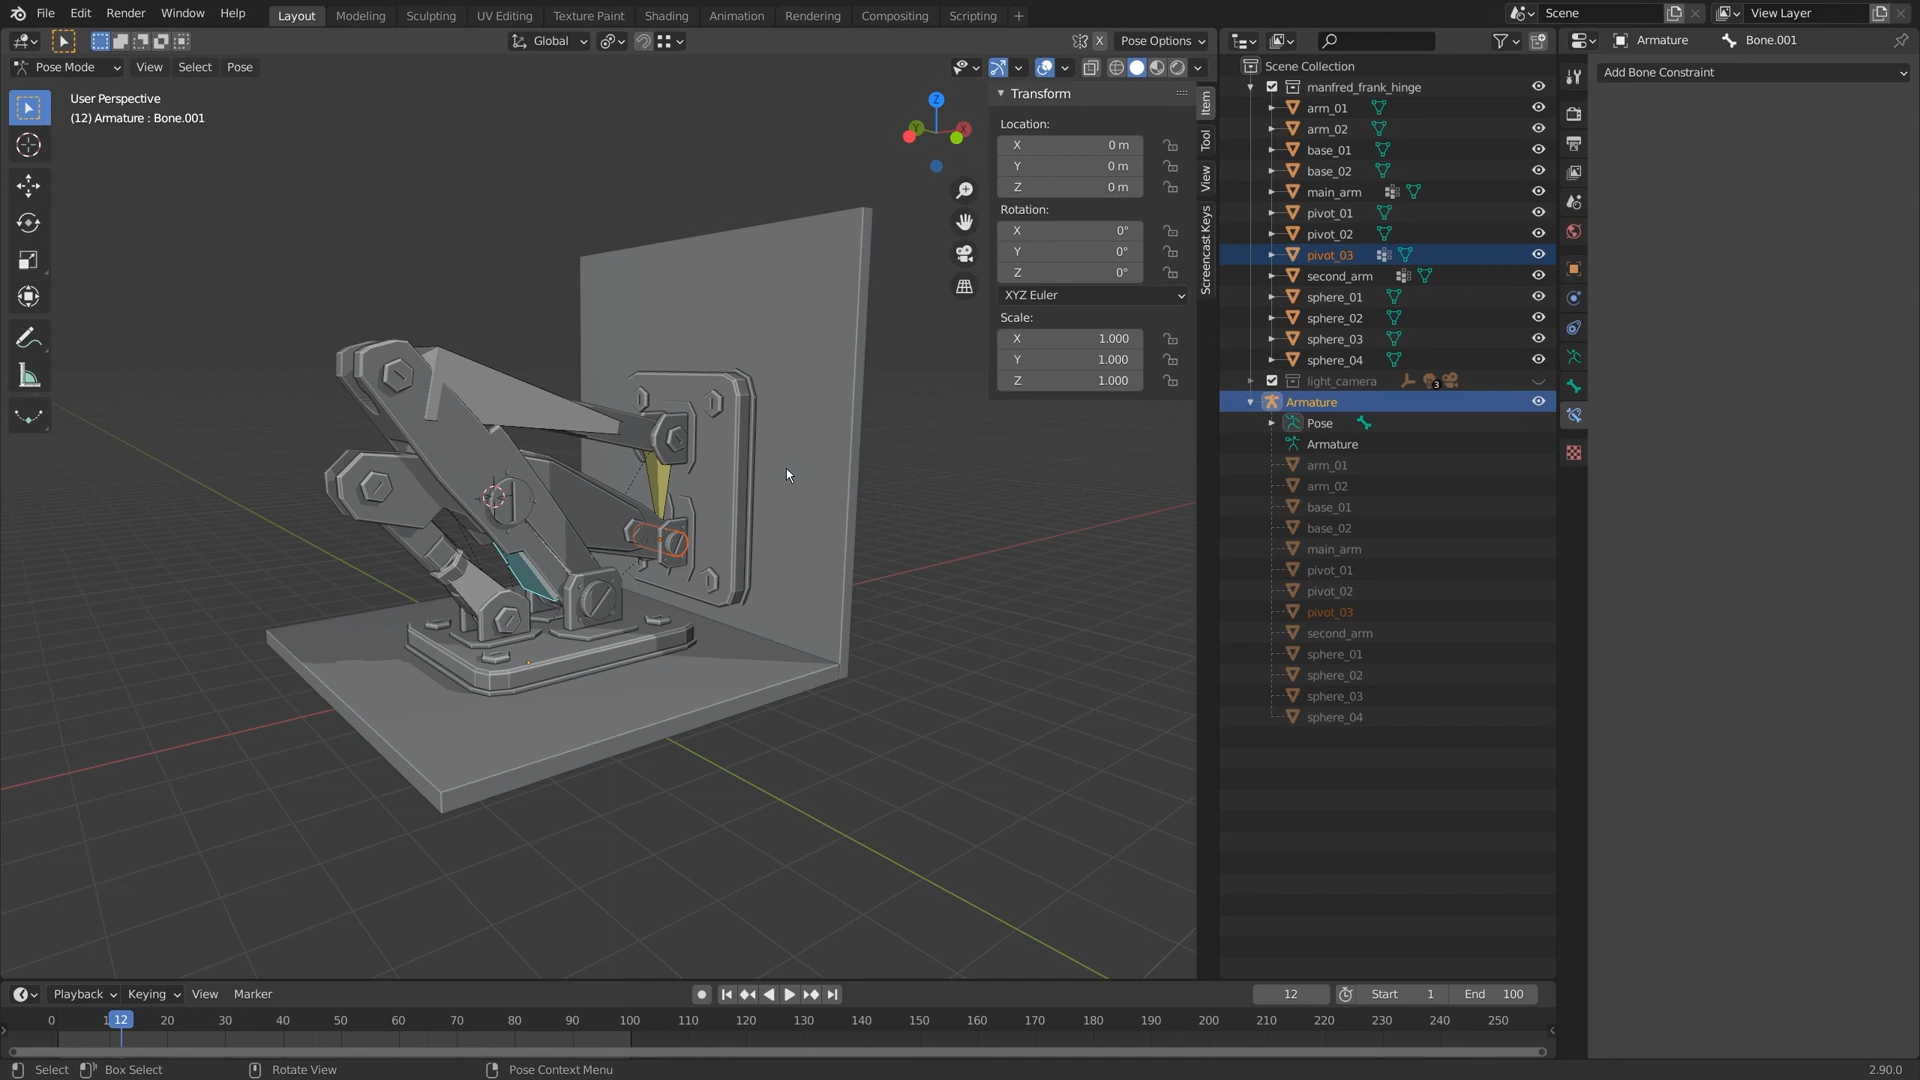 File Edit Render Window Help Layout Modeling Sculpting UV Editing Texture Paint Shading Animation Rendering Compositing Scripting + Scene View Layer
Global X Pose Options Armature Bone.001
Pose Mode View Select Pose
User Perspective
(12) Armature : Bone.001
Transform
Location:
X 0 m
Y 0 m
Z 0 m
Rotation:
X 0°
Y 0°
Z 0°
XYZ Euler
Scale:
X 1.000
Y 1.000
Z 1.000
Item
Tool
View
Screencast Keys
Z
Y
X
Scene Collection
manfred_frank_hinge
arm_01
arm_02
base_01
base_02
main_arm
pivot_01
pivot_02
pivot_03
second_arm
sphere_01
sphere_02
sphere_03
sphere_04
light_camera 3
Armature
Pose
Armature
arm_01
arm_02
base_01
base_02
main_arm
pivot_01
pivot_02
pivot_03
second_arm
sphere_01
sphere_02
sphere_03
sphere_04
Add Bone Constraint
Playback Keying View Marker 12 Start 1 End 100
0 12 20 30 40 50 60 70 80 90 100 110 120 130 140 150 160 170 180 190 200 210 220 230 240 250
Select Box Select Rotate View Pose Context Menu 2.90.0